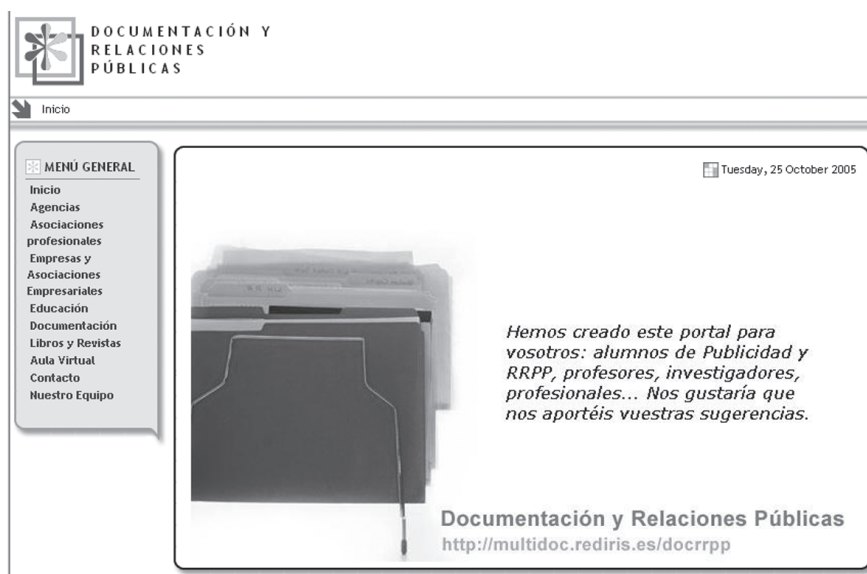 DOCUMENTACIÓN Y
RELACIONES
PÚBLICAS
Inicio
MENÚ GENERAL
Inicio
Agencias
Asociaciones
profesionales
Empresas y
Asociaciones
Empresariales
Educación
Documentación
Libros y Revistas
Aula Virtual
Contacto
Nuestro Equipo
Tuesday, 25 October 2005
Hemos creado este portal para
vosotros: alumnos de Publicidad y
RRPP, profesores, investigadores,
profesionales... Nos gustaría que
nos aportéis vuestras sugerencias.
Documentación y Relaciones Públicas
http://multidoc.rediris.es/docrrpp